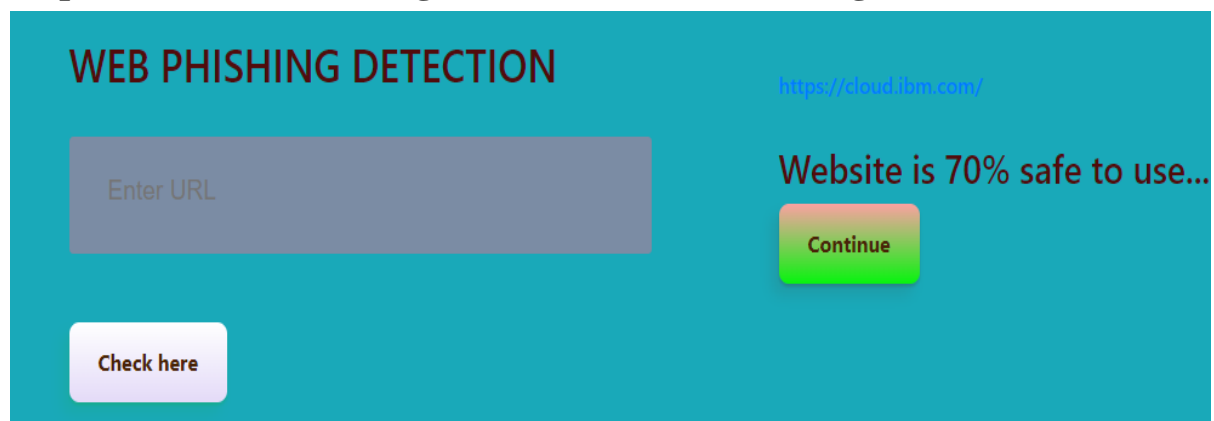 WEB PHISHING DETECTION
Enter URL
Check here
https://cloud.ibm.com/
Website is 70% safe to use...
Continue